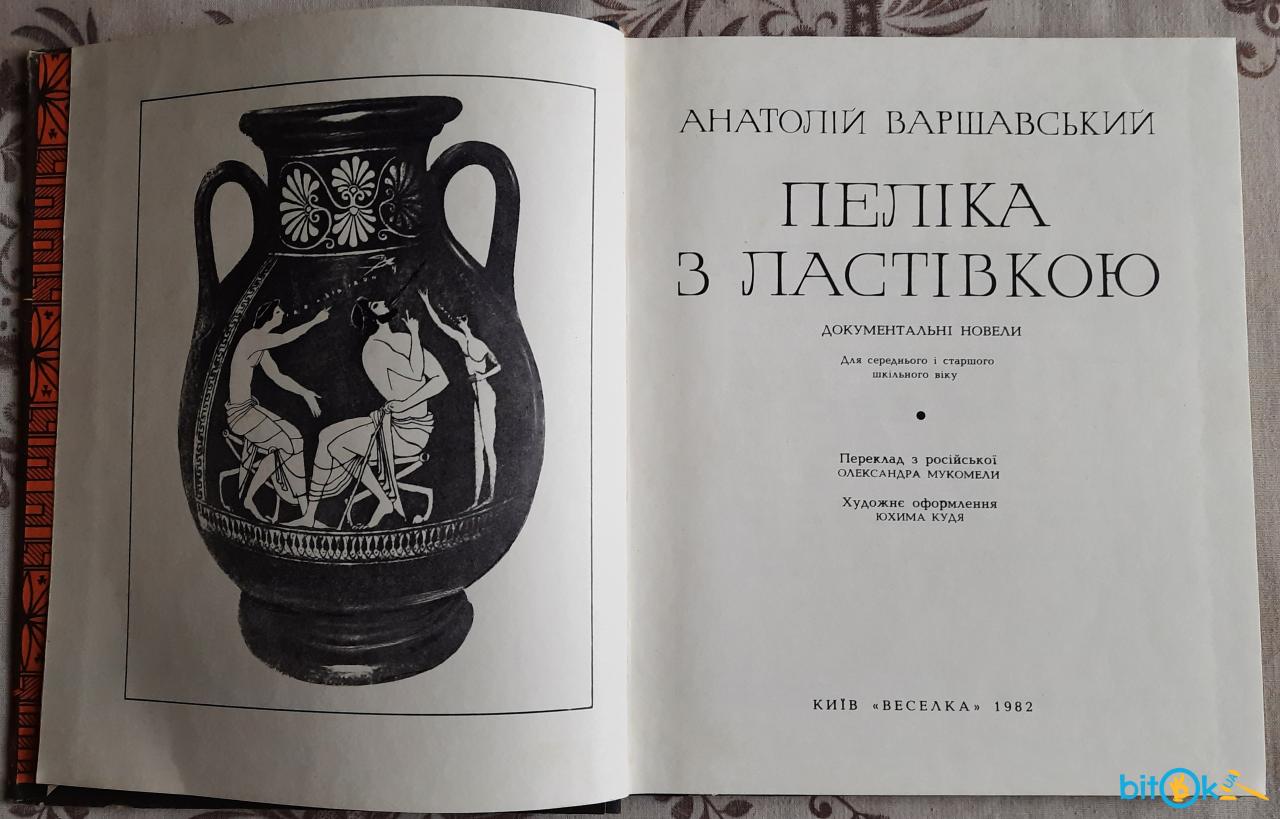 АНАТОЛІЙ ВАРШАВСЬКИЙ
ПЕЛІКА
З ЛАСТІВКОЮ
ДОКУМЕНТАЛЬНІ НОВЕЛИ
Для середнього і старшого
шкільного віку
Переклад з російської
ОЛЕКСАНДРА МУКОМЕЛИ
Художнє оформлення
ЮХИМА КУДЯ
КИЇВ «ВЕСЕЛКА» 1982
bitOk UA